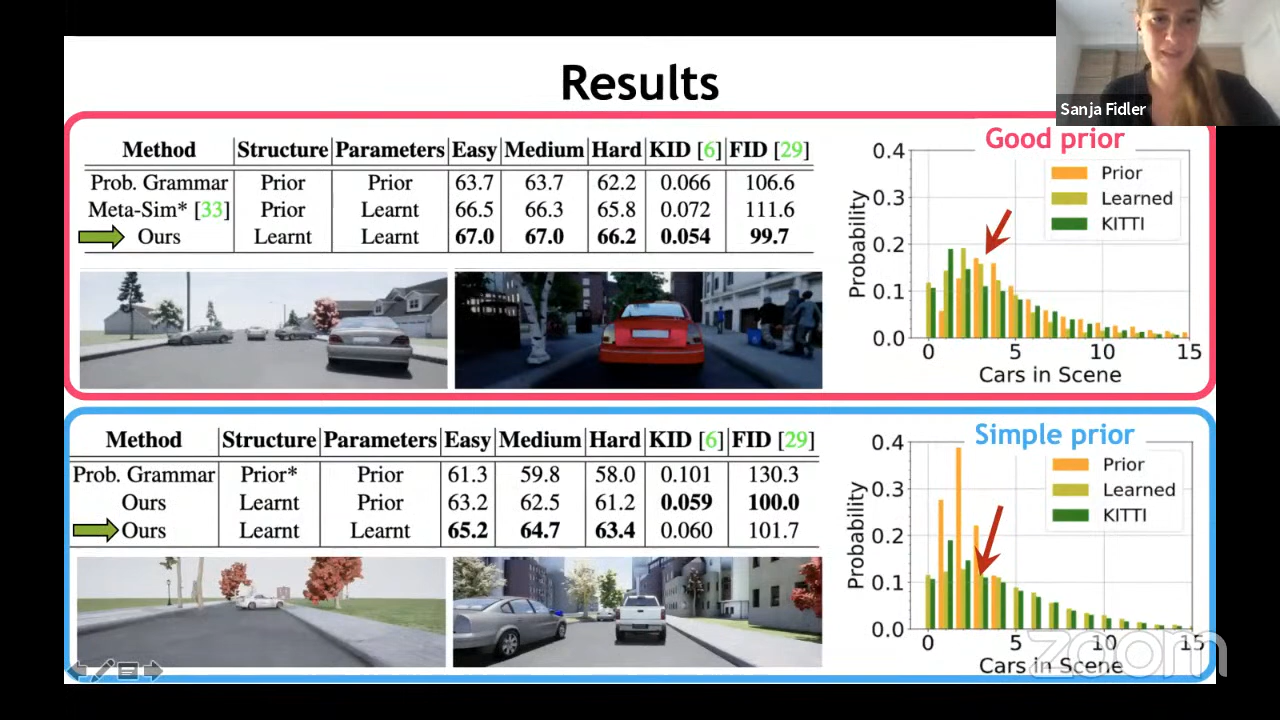 Results
Sanja Fidler
Method Structure Parameters Easy Medium Hard KID [6] FID [29]
Prob. Grammar Prior Prior 63.7 63.7 62.2 0.066 106.6
Meta-Sim* [33] Prior Learnt 66.5 66.3 65.8 0.072 111.6
Ours Learnt Learnt 67.0 67.0 66.2 0.054 99.7
Good prior
0.4
0.3
0.2
0.1
0.0
Probability
Prior
Learned
KITTI
0 5 10 15
Cars in Scene
Method Structure Parameters Easy Medium Hard KID [6] FID [29]
Prob. Grammar Prior* Prior 61.3 59.8 58.0 0.101 130.3
Ours Learnt Prior 63.2 62.5 61.2 0.059 100.0
Ours Learnt Learnt 65.2 64.7 63.4 0.060 101.7
Simple prior
0.4
0.3
0.2
0.1
0.0
Probability
Prior
Learned
KITTI
0 5 10 15
Cars in Scene
zoom